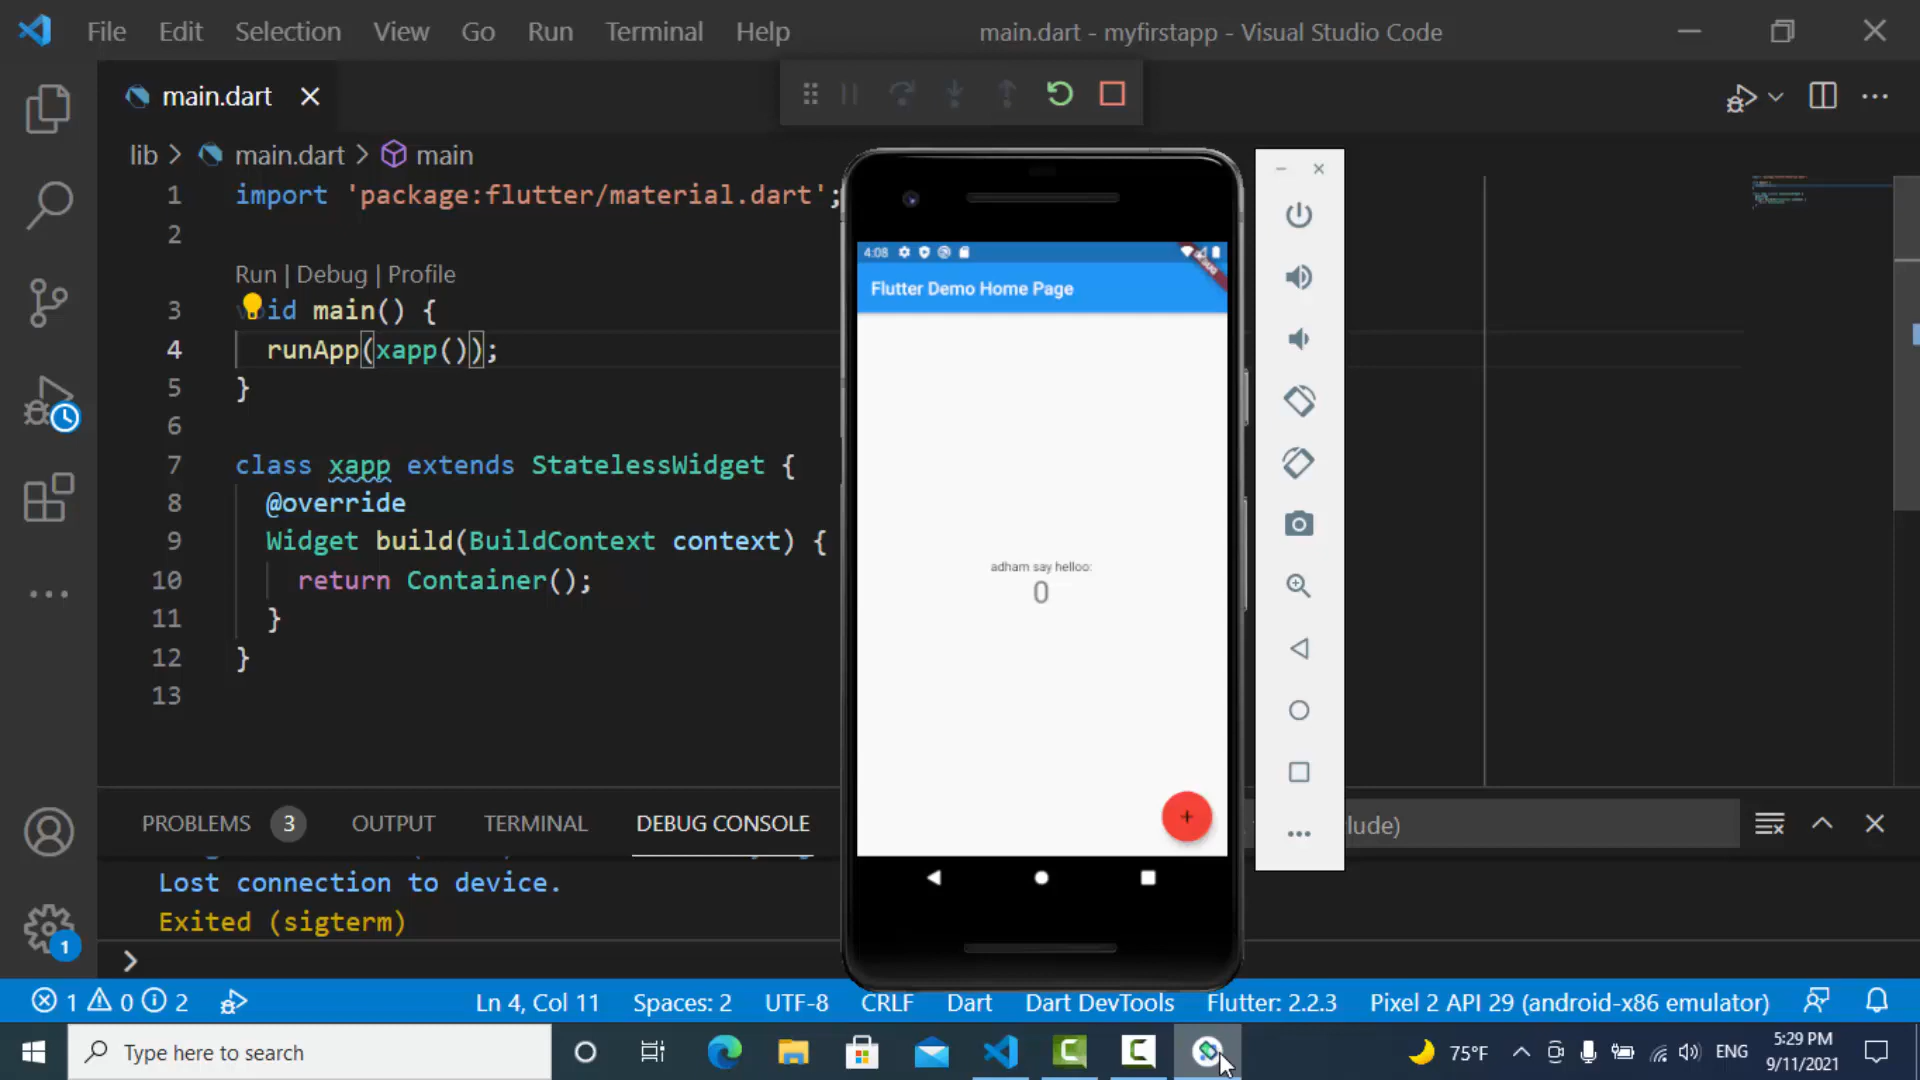 File Edit Selection View Go Run Terminal Help
main.dart - myfirstapp - Visual Studio Code
main.dart
lib > main.dart > main
1 import 'package:flutter/material.dart';
2
Run | Debug | Profile
3 id main() {
4 runApp(xapp());
5 }
6
7 class xapp extends StatelessWidget {
8 @override
9 Widget build(BuildContext context) {
10 return Container();
11 }
12 }
13
4:08
DEBUG
Flutter Demo Home Page
adham say helloo:
0
+
PROBLEMS 3 OUTPUT TERMINAL DEBUG CONSOLE
lude)
Lost connection to device.
Exited (sigterm)
1
>
1 0 2
Ln 4, Col 11 Spaces: 2 UTF-8 CRLF Dart Dart DevTools Flutter: 2.2.3 Pixel 2 API 29 (android-x86 emulator)
Type here to search
75°F
ENG
5:29 PM
9/11/2021